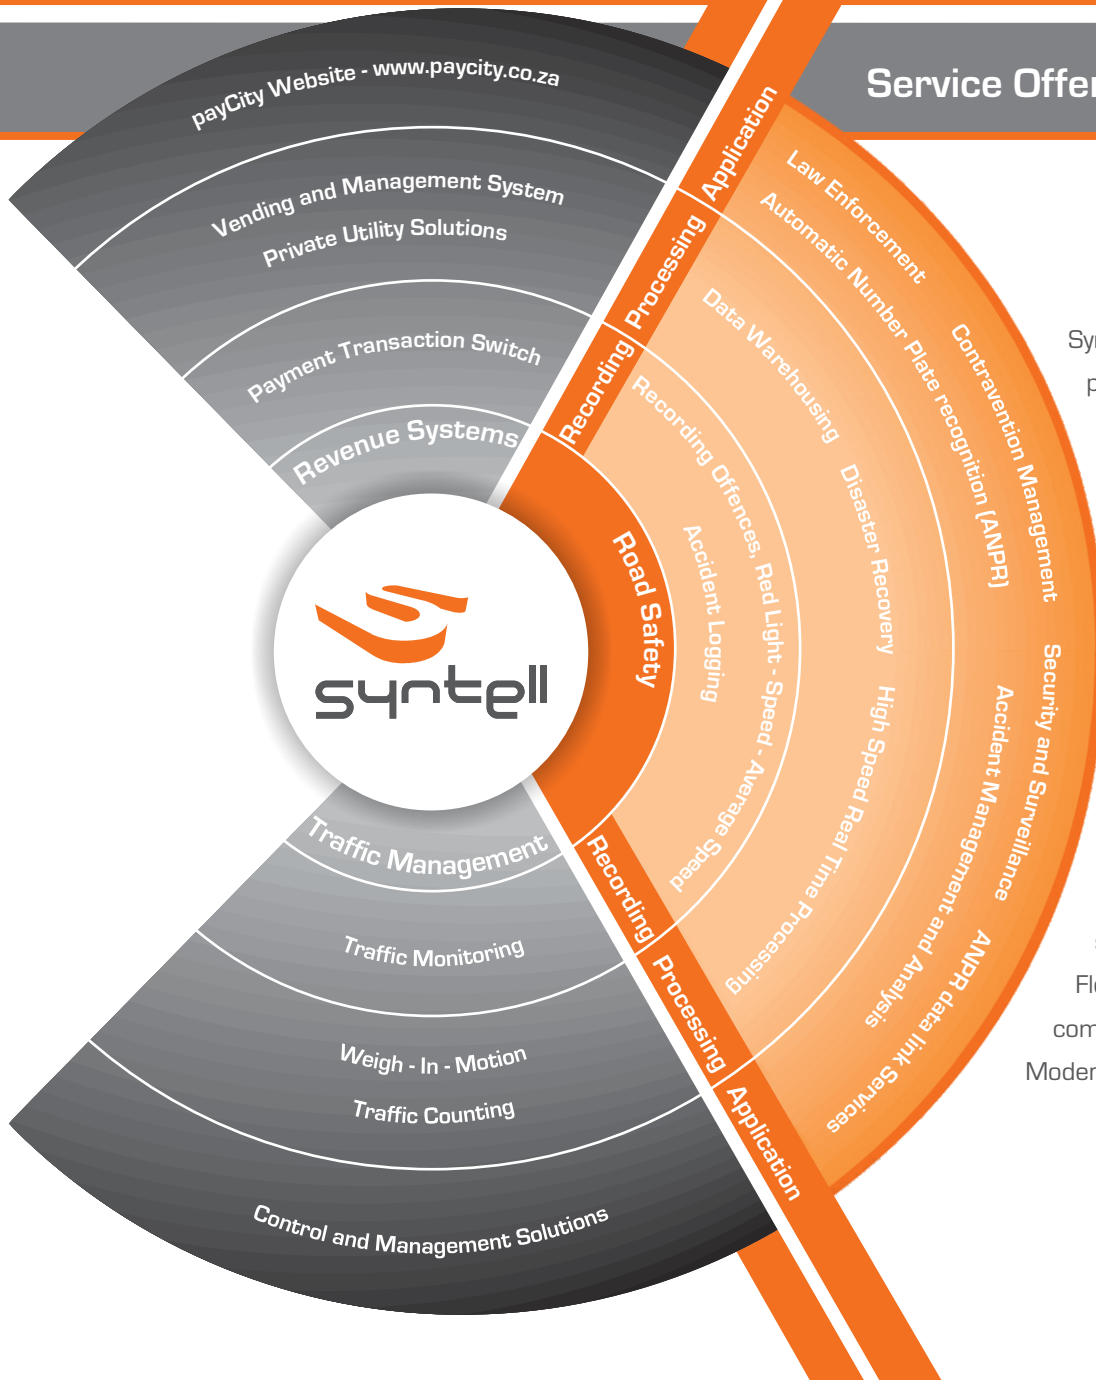 Service Offer
payCity Website - www.paycity.co.za
Vending and Management System
Private Utility Solutions
Payment Transaction Switch
Revenue Systems
Application
Processing
Recording
Law Enforcement
Automatic Number Plate recognition (ANPR)
Contravention Management
Data Warehousing
Recording Offences, Red Light - Speed - Average Speed
Disaster Recovery
Accident Logging
Road Safety
High Speed Real Time Processing
Security and Surveillance
Accident Management and Analysis
ANPR data link Services
syntell
Traffic Management
Traffic Monitoring
Weigh - In - Motion
Traffic Counting
Control and Management Solutions
Recording
Processing
Application
Syn
p
Flo
com
Moder